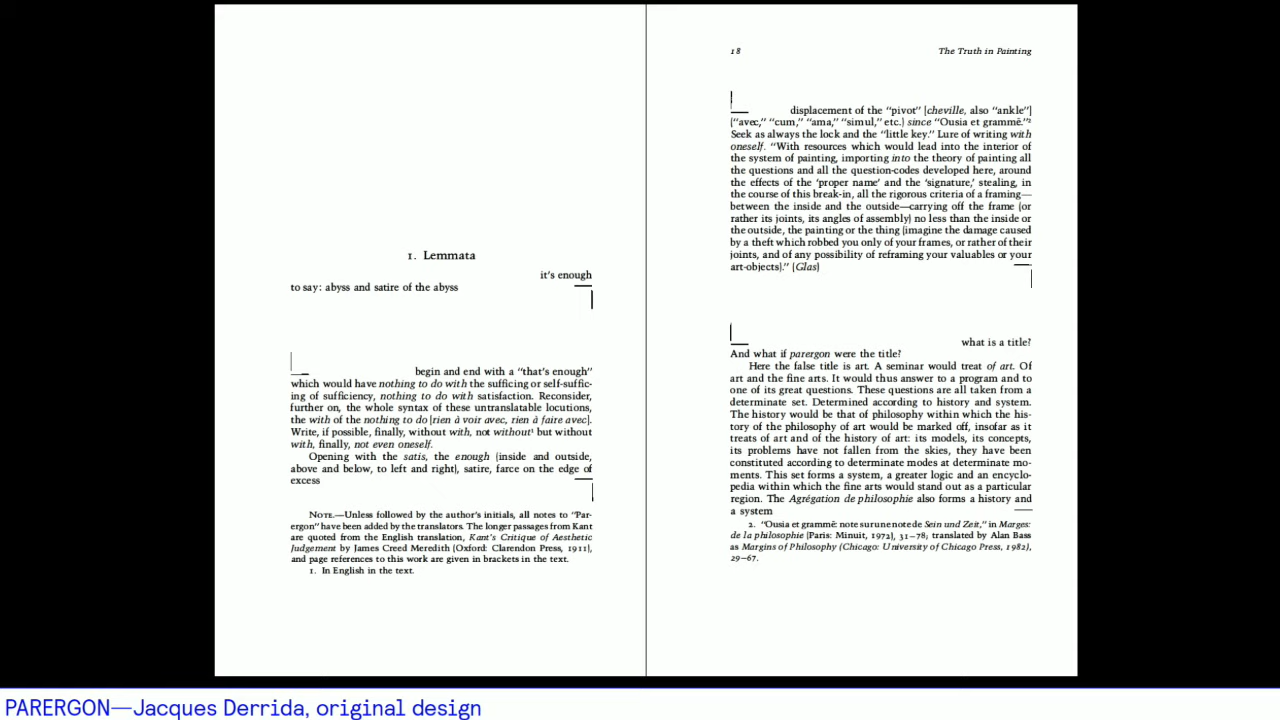 1. Lemmata
it's enough
to say: abyss and satire of the abyss
begin and end with a “that's enough”
which would have nothing to do with the sufficing or self-suffic-
ing of sufficiency, nothing to do with satisfaction. Reconsider,
further on, the whole syntax of these untranslatable locutions,
the with of the nothing to do [rien à voir avec, rien à faire avec].
Write, if possible, finally, without with, not without¹ but without
with, finally, not even oneself.
Opening with the satis, the enough (inside and outside,
above and below, to left and right), satire, farce on the edge of
excess
NOTE.—Unless followed by the author's initials, all notes to “Par-
ergon” have been added by the translators. The longer passages from Kant
are quoted from the English translation, Kant's Critique of Aesthetic
Judgement by James Creed Meredith (Oxford: Clarendon Press, 1911),
and page references to this work are given in brackets in the text.
1. In English in the text.
18 The Truth in Painting
displacement of the “pivot” [cheville, also “ankle”]
(“avec,” “cum,” “ama,” “simul,” etc.) since “Ousia et grammē.”²
Seek as always the lock and the “little key.” Lure of writing with
oneself. “With resources which would lead into the interior of
the system of painting, importing into the theory of painting all
the questions and all the question-codes developed here, around
the effects of the ‘proper name’ and the ‘signature,’ stealing, in
the course of this break-in, all the rigorous criteria of a framing—
between the inside and the outside—carrying off the frame (or
rather its joints, its angles of assembly) no less than the inside or
the outside, the painting or the thing (imagine the damage caused
by a theft which robbed you only of your frames, or rather of their
joints, and of any possibility of reframing your valuables or your
art-objects).” (Glas)
what is a title?
And what if parergon were the title?
Here the false title is art. A seminar would treat of art. Of
art and the fine arts. It would thus answer to a program and to
one of its great questions. These questions are all taken from a
determinate set. Determined according to history and system.
The history would be that of philosophy within which the his-
tory of the philosophy of art would be marked off, insofar as it
treats of art and of the history of art: its models, its concepts,
its problems have not fallen from the skies, they have been
constituted according to determinate modes at determinate mo-
ments. This set forms a system, a greater logic and an encyclo-
pedia within which the fine arts would stand out as a particular
region. The Agrégation de philosophie also forms a history and
a system
2. “Ousia et grammē: note sur une note de Sein und Zeit,” in Marges:
de la philosophie (Paris: Minuit, 1972), 31–78; translated by Alan Bass
as Margins of Philosophy (Chicago: University of Chicago Press, 1982),
29–67.
PARERGON—Jacques Derrida, original design